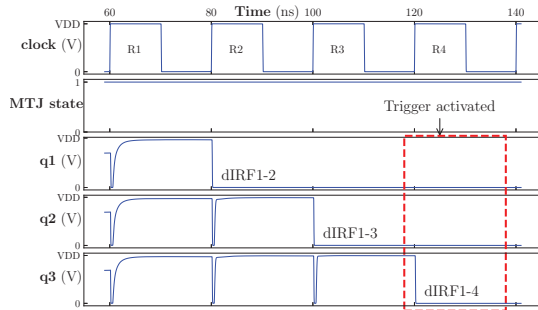 Time (ns)
60 80 100 120 140
VDD
clock (V)
R1 R2 R3 R4
0
1
MTJ state
Trigger activated
0
VDD
q1 (V)
dIRF1-2
0
VDD
q2 (V)
dIRF1-3
0
VDD
q3 (V)
dIRF1-4
0